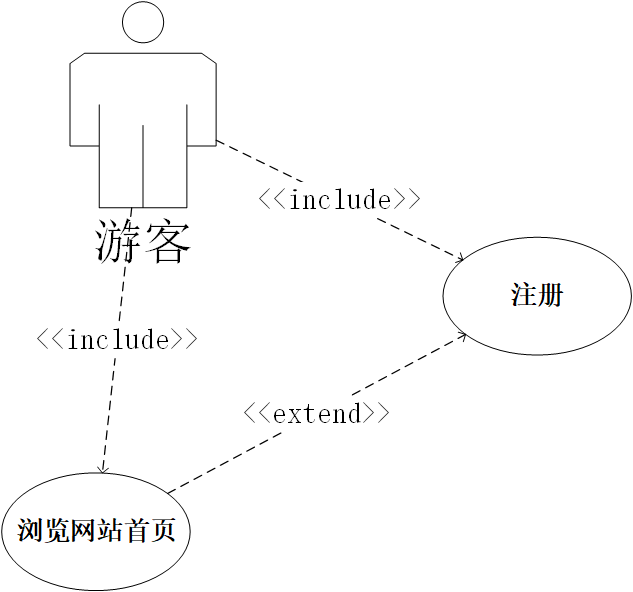 <<include>>
游客
注册
<<include>>
<<extend>>
浏览网站首页